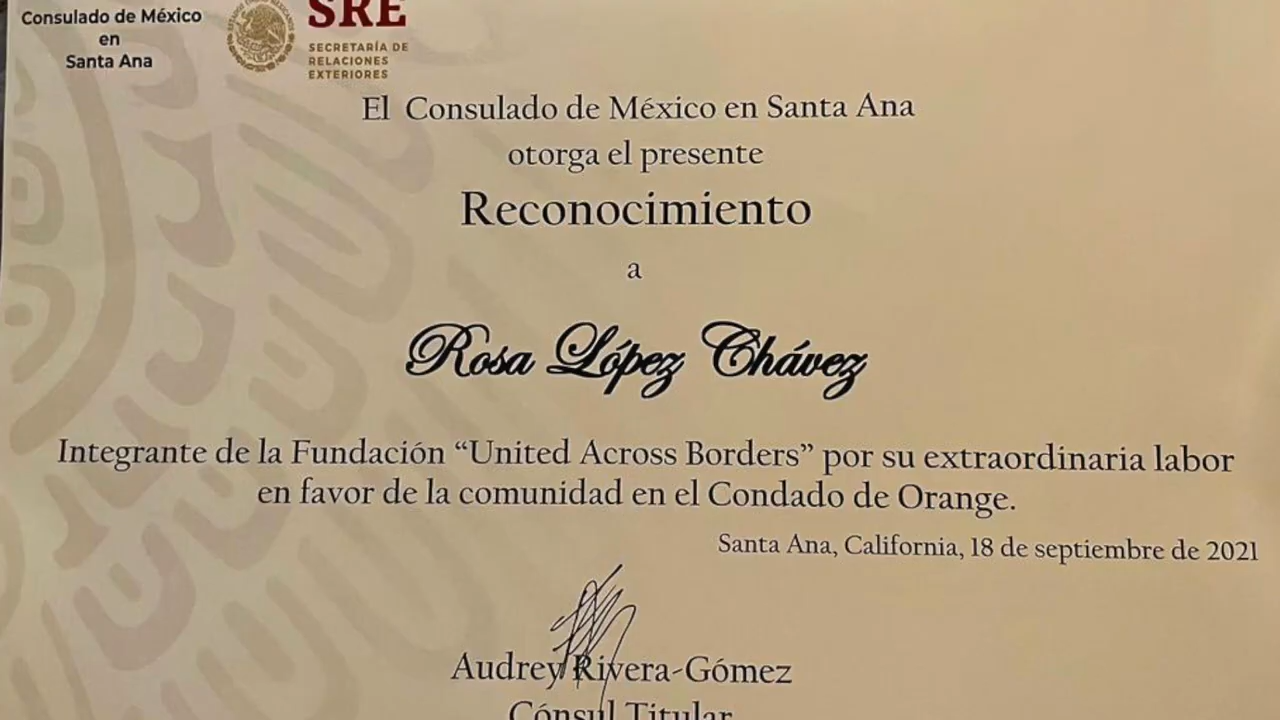 Consulado de México
en
Santa Ana
SRE
SECRETARÍA DE
RELACIONES
EXTERIORES
El Consulado de México en Santa Ana
otorga el presente
Reconocimiento
a
Rosa López Chávez
Integrante de la Fundación “United Across Borders” por su extraordinaria labor
en favor de la comunidad en el Condado de Orange.
Santa Ana, California, 18 de septiembre de 2021
Audrey Rivera-Gómez
Cónsul Titular